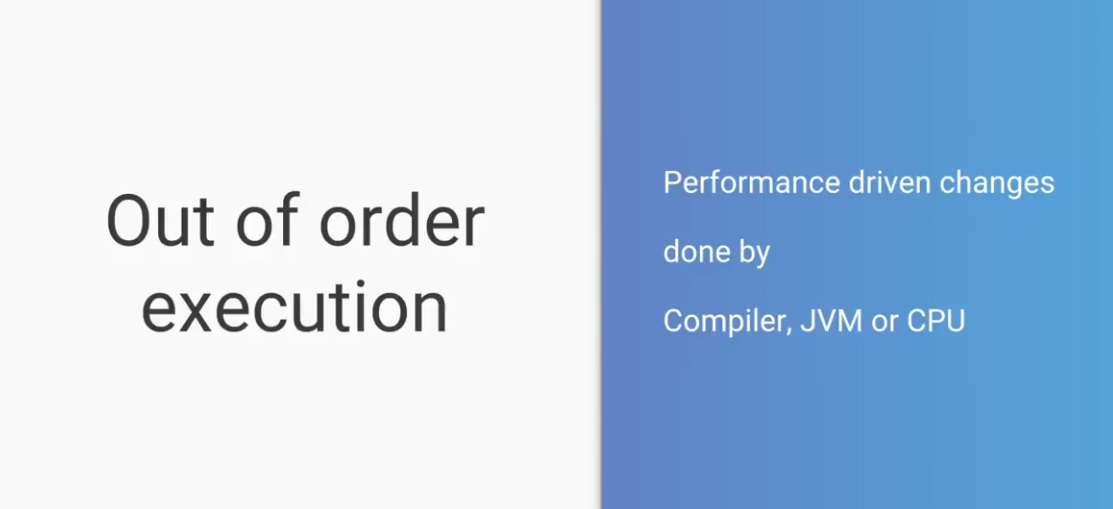 Out of order
execution
Performance driven changes
done by
Compiler, JVM or CPU